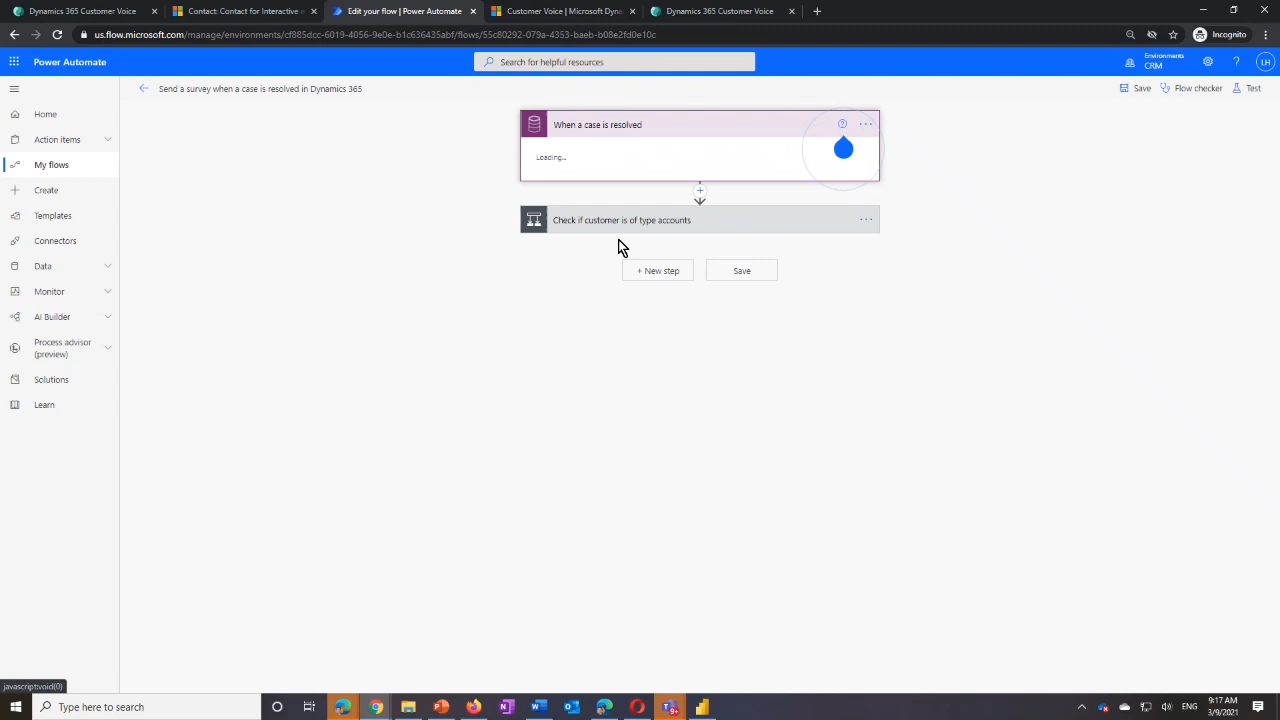 Dynamics 365 Customer Voice
Contact: Contact for Interactive e
Edit your flow | Power Automate
Customer Voice | Microsoft Dyna
Dynamics 365 Customer Voice
us.flow.microsoft.com/manage/environments/cf885dcc-6019-4056-9e0e-b1c636435abf/flows/55c80292-079a-4353-baeb-b08e2fd0e10c
Incognito
Power Automate
Search for helpful resources
Environments
CRM
LH
Send a survey when a case is resolved in Dynamics 365
Save
Flow checker
Test
Home
Action items
My flows
Create
Templates
Connectors
Data
Monitor
AI Builder
Process advisor
(preview)
Solutions
Learn
When a case is resolved
Loading...
Check if customer is of type accounts
+ New step
Save
javascript:void(0)
Type here to search
ENG
9:17 AM
3/9/2021